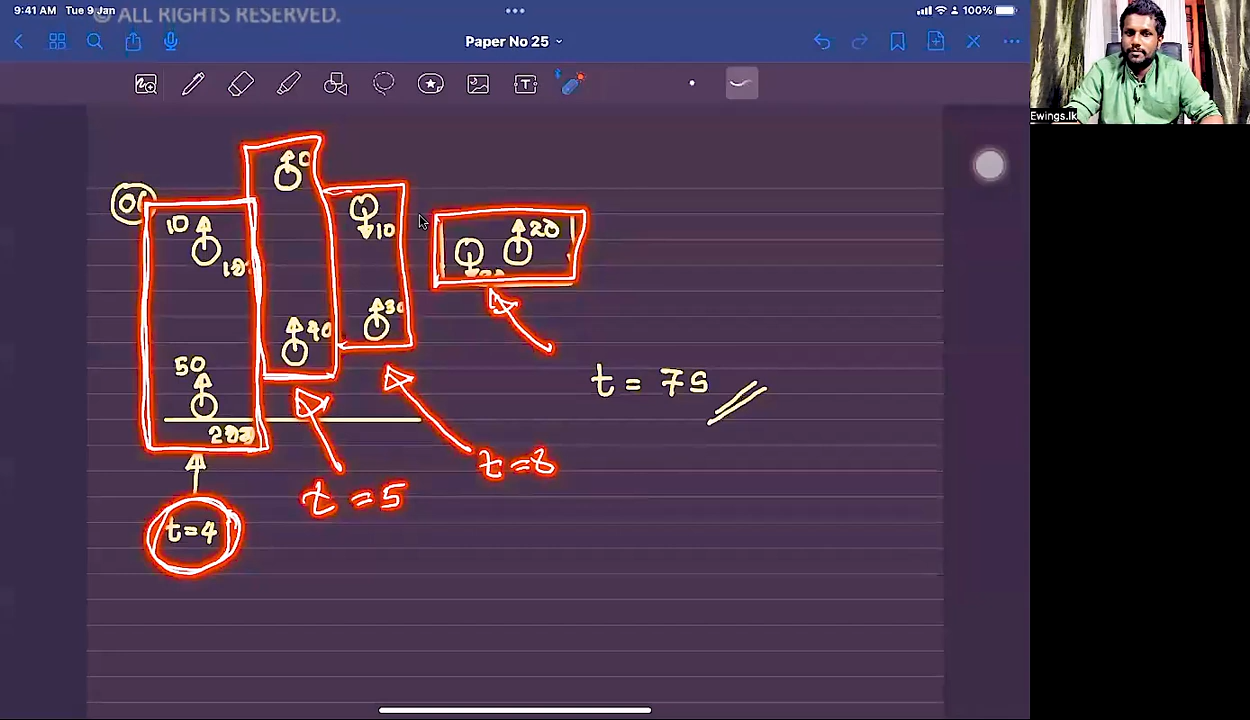 © ALL RIGHTS RESERVED.
9:41 AM Tue 9 Jan
100%
Paper No 25
Ewings.lk
0
10
10
20
30
40
50
t = 7s
t = 8
t = 5
t = 4